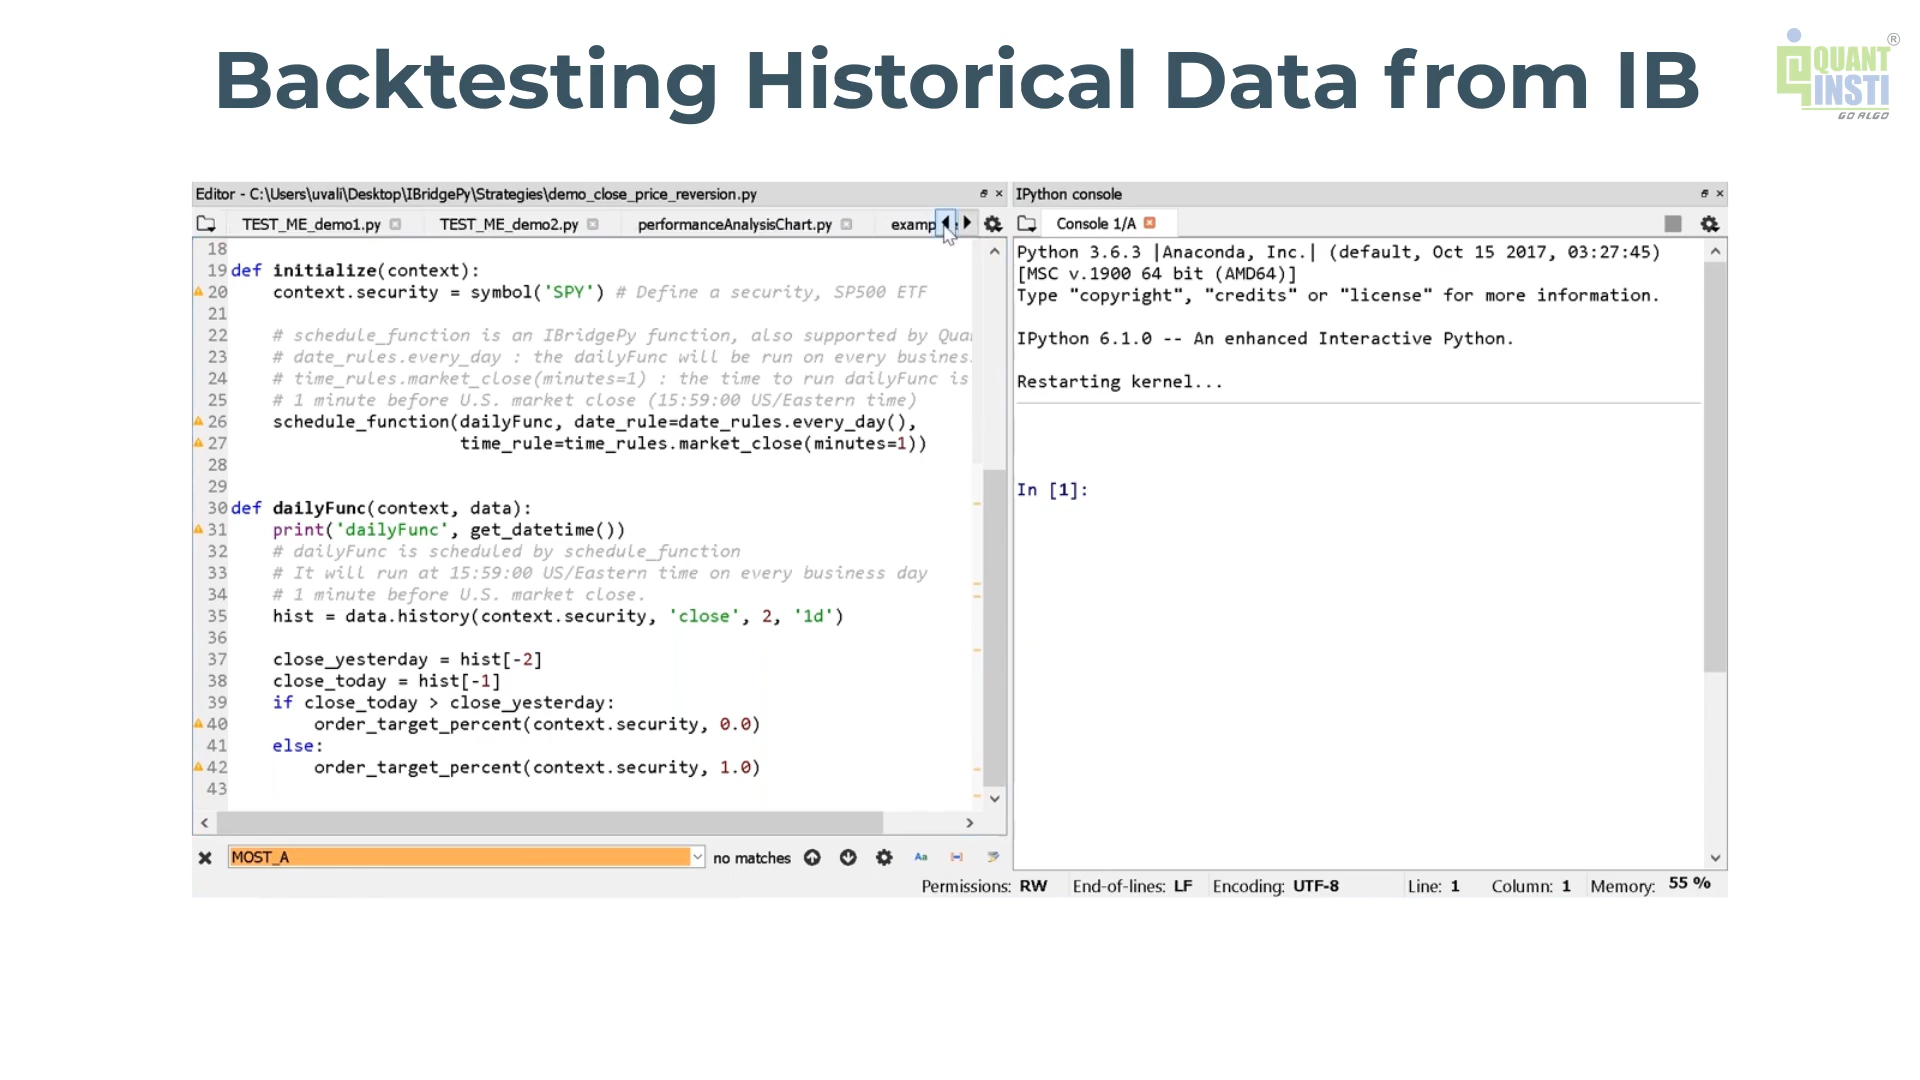 Backtesting Historical Data from IB
QUANT
INSTI
®
GO ALGO
Editor - C:\Users\uvali\Desktop\IBridgePy\Strategies\demo_close_price_reversion.py
TEST_ME_demo1.py
TEST_ME_demo2.py
performanceAnalysisChart.py
examp
18
19 def initialize(context):
20     context.security = symbol('SPY') # Define a security, SP500 ETF
21
22     # schedule_function is an IBridgePy function, also supported by Qua
23     # date_rules.every_day : the dailyFunc will be run on every busines
24     # time_rules.market_close(minutes=1) : the time to run dailyFunc is
25     # 1 minute before U.S. market close (15:59:00 US/Eastern time)
26     schedule_function(dailyFunc, date_rule=date_rules.every_day(),
27                       time_rule=time_rules.market_close(minutes=1))
28
29
30 def dailyFunc(context, data):
31     print('dailyFunc', get_datetime())
32     # dailyFunc is scheduled by schedule_function
33     # It will run at 15:59:00 US/Eastern time on every business day
34     # 1 minute before U.S. market close.
35     hist = data.history(context.security, 'close', 2, '1d')
36
37     close_yesterday = hist[-2]
38     close_today = hist[-1]
39     if close_today > close_yesterday:
40         order_target_percent(context.security, 0.0)
41     else:
42         order_target_percent(context.security, 1.0)
43
MOST_A
no matches
Aa
IPython console
Console 1/A
Python 3.6.3 |Anaconda, Inc.| (default, Oct 15 2017, 03:27:45)
[MSC v.1900 64 bit (AMD64)]
Type "copyright", "credits" or "license" for more information.
IPython 6.1.0 -- An enhanced Interactive Python.
Restarting kernel...
In [1]:
Permissions: RW End-of-lines: LF Encoding: UTF-8 Line: 1 Column: 1 Memory: 55 %